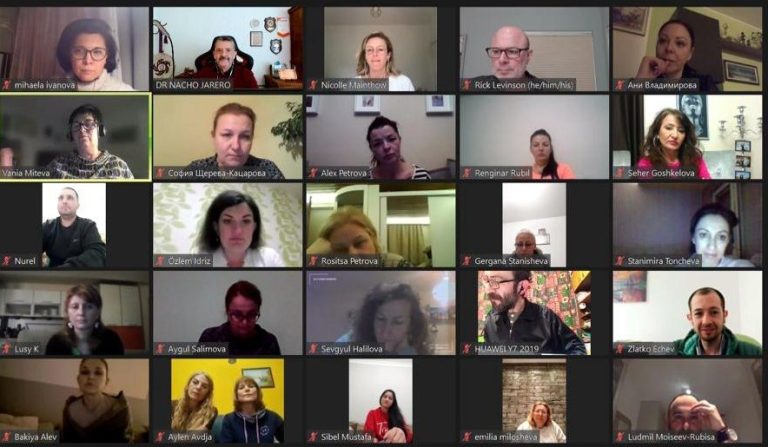 mihaela ivanova
DR NACHO JARERO
Nicolle Mainthow
Rick Levinson (he/him/his)
Ани Владимирова
Vania Miteva
София Щерева-Кацарова
Alex Petrova
Renginar Rubil
Seher Goshkelova
Nurel
Özlem Idriz
Rositsa Petrova
Gergana Stanisheva
Stanimira Toncheva
Lusy K
Aygul Salimova
Sevgyul Halilova
HUAWEI_Y7 2019
Zlatko Echev
Bakiya Alev
Aylen Avdja
Sibel Mustafa
emilia milosheva
Ludmil Moiseev-Rubisa